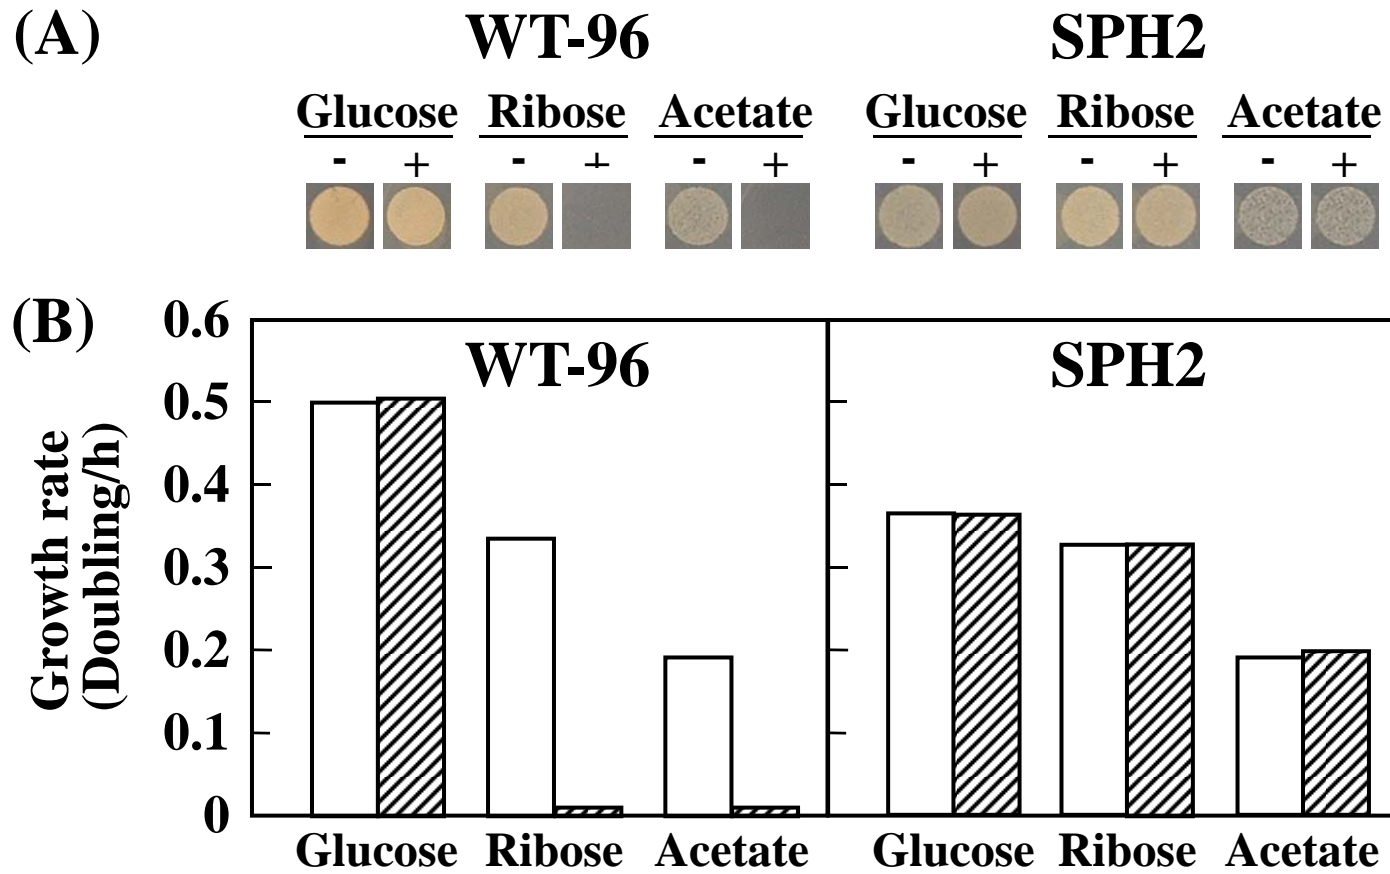 (A)
WT-96 SPH2
Glucose Ribose Acetate Glucose Ribose Acetate
- + - + - + - + - + - +
(B)
0.6
WT-96 SPH2
0.5
0.4
0.3
0.2
0.1
0
Growth rate
(Doubling/h)
Glucose Ribose Acetate Glucose Ribose Acetate